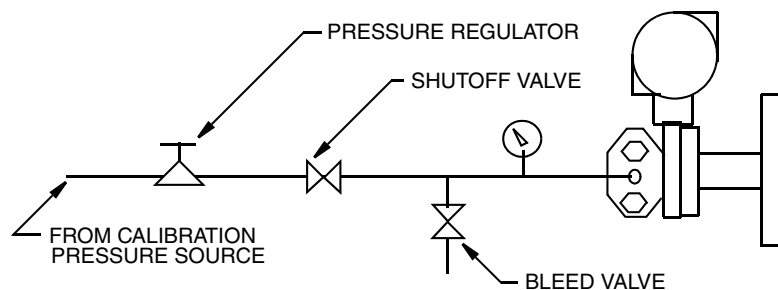 PRESSURE REGULATOR
SHUTOFF VALVE
FROM CALIBRATION
PRESSURE SOURCE
BLEED VALVE